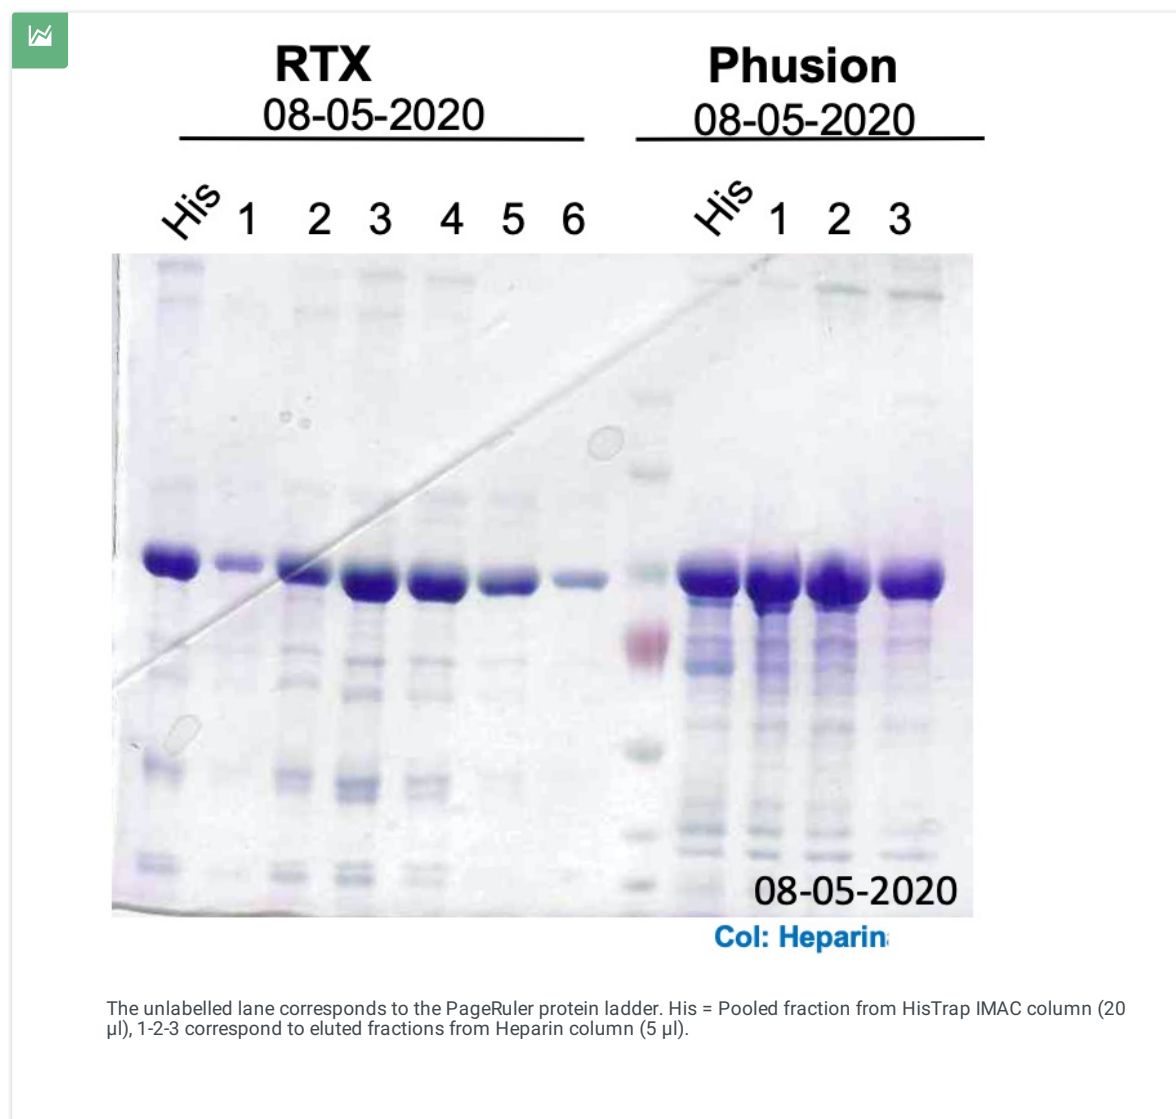 RTX
08-05-2020
Phusion
08-05-2020
His 1 2 3 4 5 6
His 1 2 3
08-05-2020
Col: Heparin
The unlabelled lane corresponds to the PageRuler protein ladder. His = Pooled fraction from HisTrap IMAC column (20
µl), 1-2-3 correspond to eluted fractions from Heparin column (5 µl).